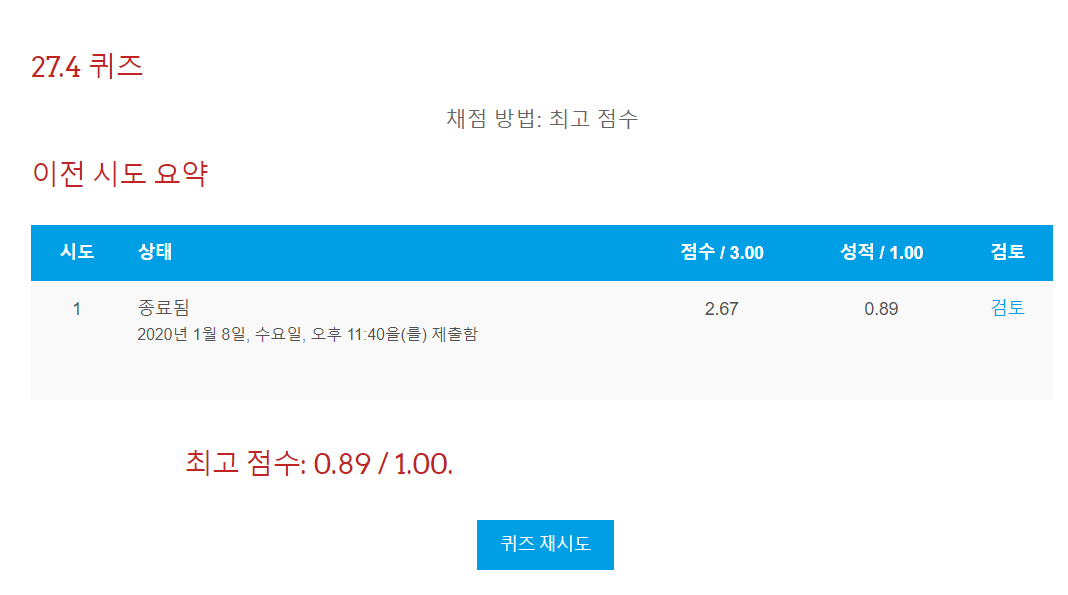 27.4 퀴즈
채점 방법: 최고 점수
이전 시도 요약
시도 상태 점수 / 3.00 성적 / 1.00 검토
1 종료됨 2.67 0.89 검토
2020년 1월 8일, 수요일, 오후 11:40을(를) 제출함
최고 점수: 0.89 / 1.00.
퀴즈 재시도